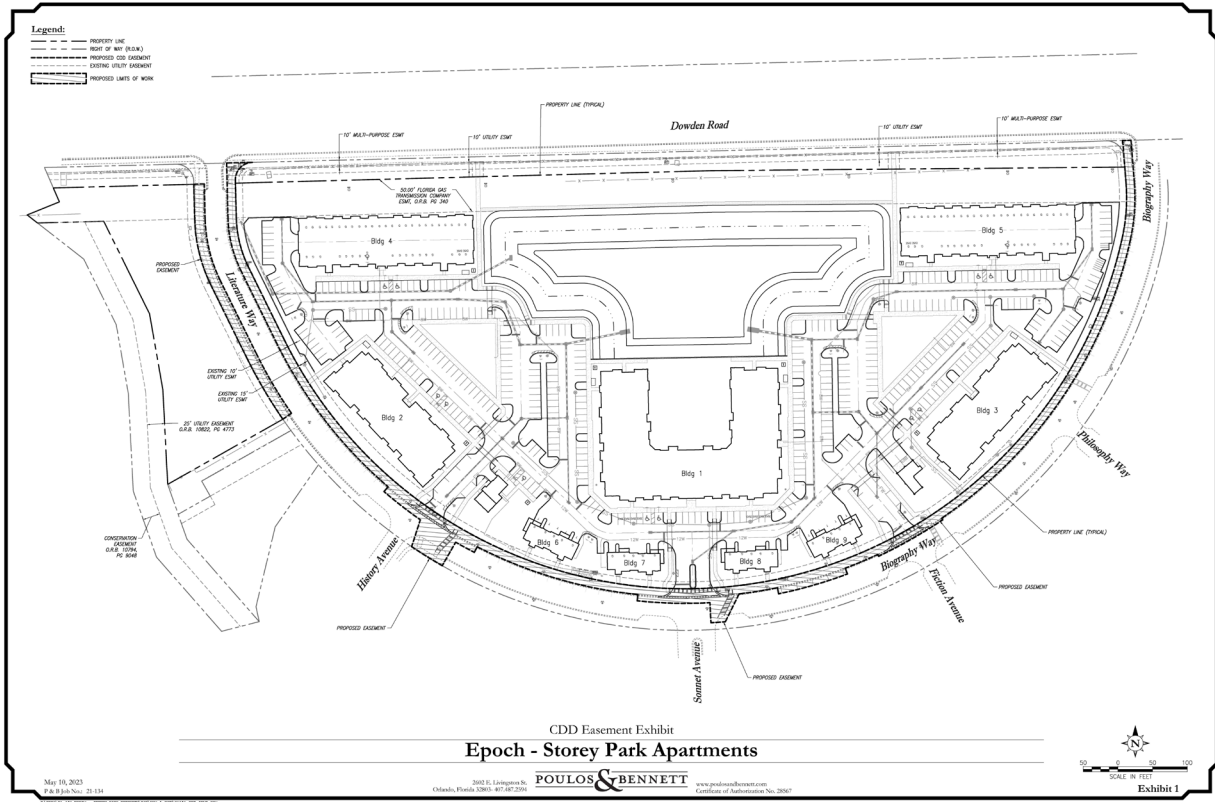 Legend:
PROPERTY LINE
RIGHT OF WAY (R.O.W.)
PROPOSED CDD EASEMENT
EXISTING UTILITY EASEMENT
PROPOSED LIMITS OF WORK
PROPERTY LINE (TYPICAL)
Dowden Road
10' MULTI-PURPOSE ESMT
10' UTILITY ESMT
10' UTILITY ESMT
10' MULTI-PURPOSE ESMT
50.00' FLORIDA GAS
TRANSMISSION COMPANY
ESMT, O.R.B. PG 340
Biography Way
Bldg 4
Bldg 5
PROPOSED
EASEMENT
Literature Way
EXISTING 10'
UTILITY ESMT
EXISTING 15'
UTILITY ESMT
25' UTILITY EASEMENT
O.R.B. 10822, PG 4773
Bldg 2
Bldg 3
Bldg 1
Philosophy Way
CONSERVATION
EASEMENT
O.R.B. 10794,
PG 9048
PROPERTY LINE (TYPICAL)
Bldg 6
Bldg 7
Bldg 8
Bldg 9
History Avenue
Biography Way
Fiction Avenue
PROPOSED EASEMENT
PROPOSED EASEMENT
Sonnet Avenue
PROPOSED EASEMENT
CDD Easement Exhibit
Epoch - Storey Park Apartments
May 10, 2023
P & B Job No.: 21-134
2602 E. Livingston St.
Orlando, Florida 32803- 407.487.2594
POULOS & BENNETT
www.poulosandbennett.com
Certificate of Authorization No. 28567
N
50 0 50 100
SCALE IN FEET
Exhibit 1